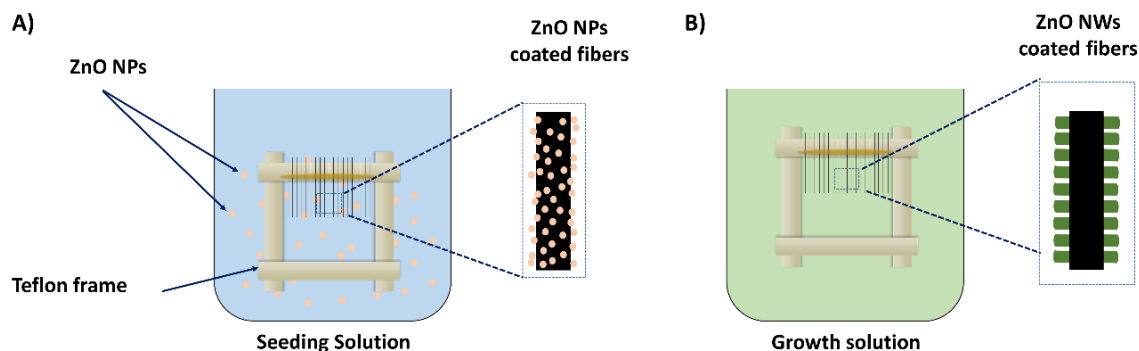 A)
ZnO NPs
ZnO NPs
coated fibers
Teflon frame
Seeding Solution
B)
ZnO NWs
coated fibers
Growth solution